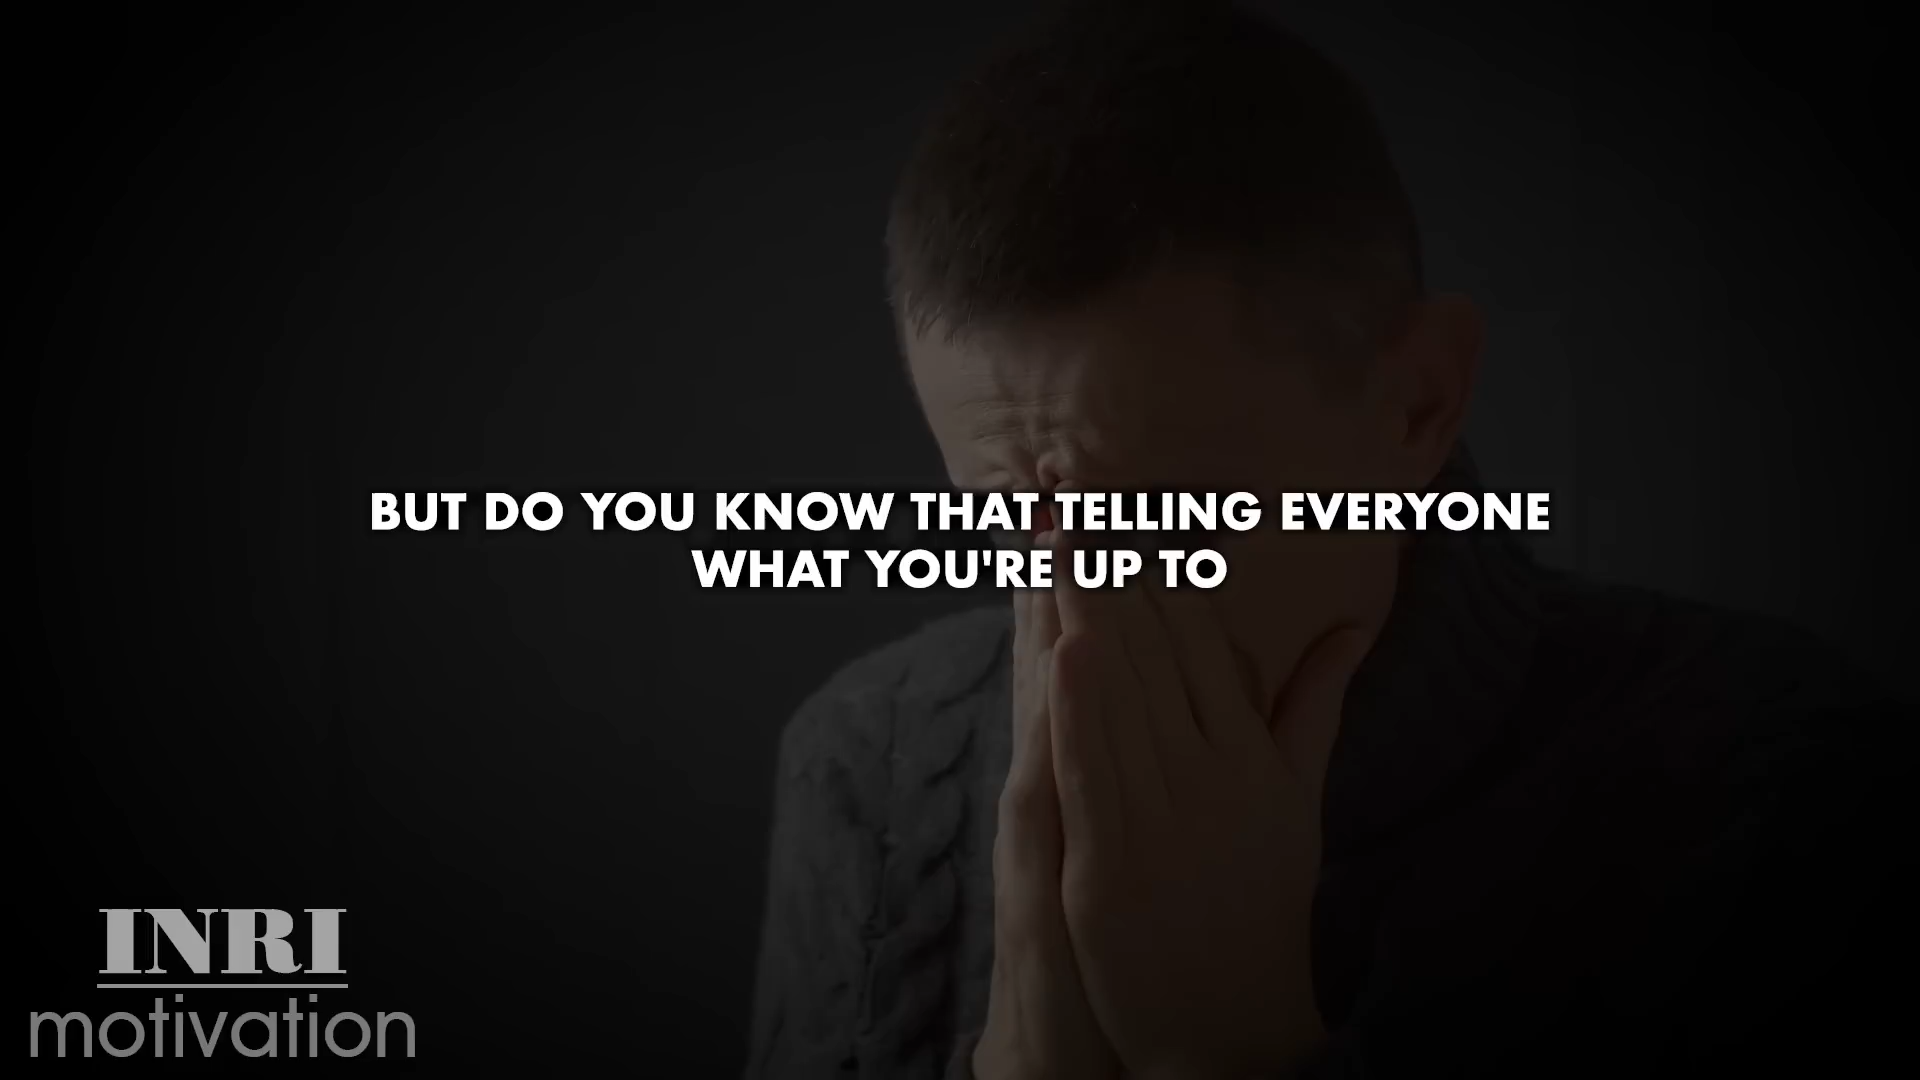 BUT DO YOU KNOW THAT TELLING EVERYONE
WHAT YOU'RE UP TO
INRI
motivation